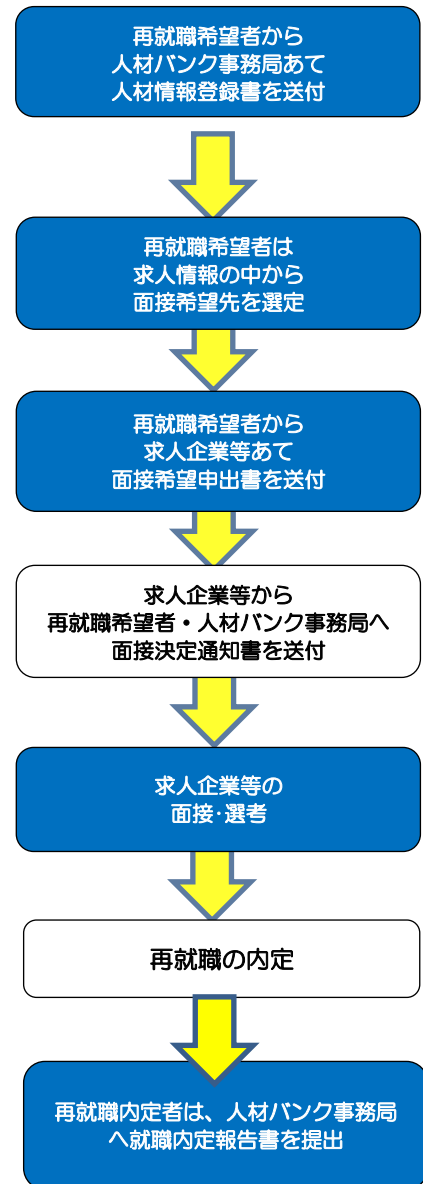 再就職希望者から
人材バンク事務局あて
人材情報登録書を送付
再就職希望者は
求人情報の中から
面接希望先を選定
再就職希望者から
求人企業等あて
面接希望申出書を送付
求人企業等から
再就職希望者・人材バンク事務局へ
面接決定通知書を送付
求人企業等の
面接・選考
再就職の内定
再就職内定者は、人材バンク事務局
へ就職内定報告書を提出